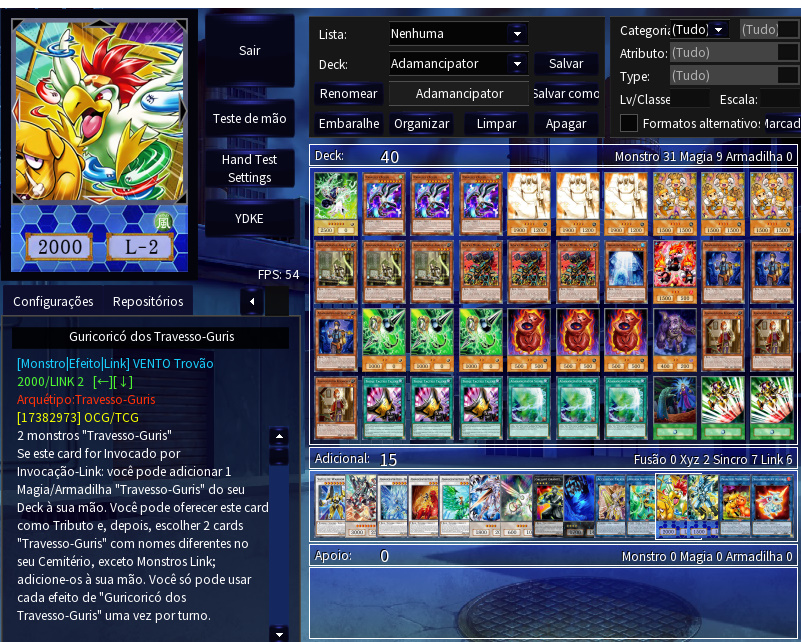 Sair
Teste de mão
Hand Test
Settings
YDKE
FPS: 54
2000
L-2
風
Configurações
Repositórios
Guricoricó dos Travesso-Guris
[Monstro|Efeito|Link] VENTO Trovão
2000/LINK 2 [←][↓]
Arquétipo:Travesso-Guris
[17382973] OCG/TCG
2 monstros "Travesso-Guris"
Se este card for Invocado por
Invocação-Link: você pode adicionar 1
Magia/Armadilha "Travesso-Guris" do seu
Deck à sua mão. Você pode oferecer este card
como Tributo e, depois, escolher 2 cards
"Travesso-Guris" com nomes diferentes no
seu Cemitério, exceto Monstros Link;
adicione-os à sua mão. Você só pode usar
cada efeito de "Guricoricó dos
Travesso-Guris" uma vez por turno.
Lista:
Nenhuma
Deck:
Adamancipator
Salvar
Renomear
Adamancipator
Salvar como
Embaralhe
Organizar
Limpar
Apagar
Categoria
(Tudo)
(Tudo)
Atributo:
(Tudo)
Type:
(Tudo)
Lv/Classe
Escala:
Formatos alternativo:
Marcad
Deck:
40
Monstro 31 Magia 9 Armadilha 0
Adicional:
15
Fusão 0 Xyz 2 Sincro 7 Link 6
Apoio:
0
Monstro 0 Magia 0 Armadilha 0